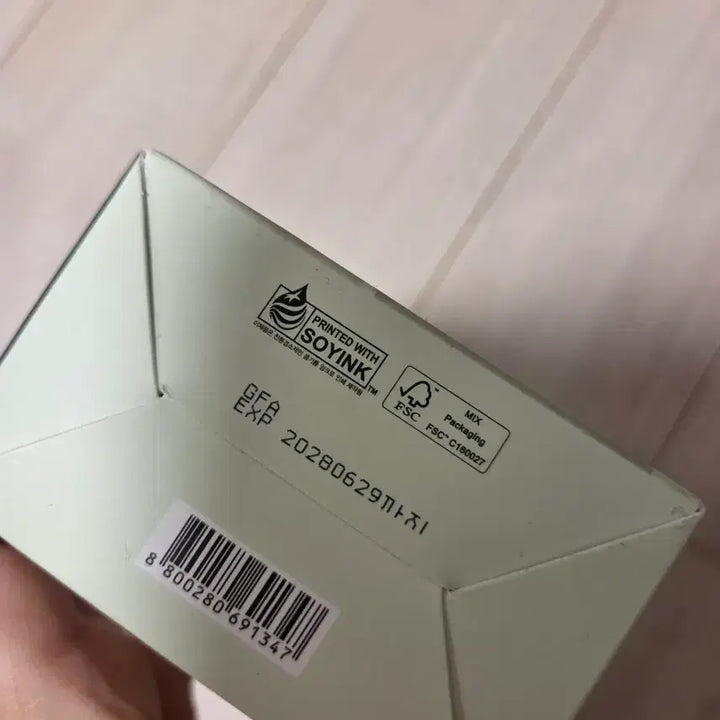 PRINTED WITH
SOYINK™
FSC
MIX
Packaging
FSC™ C160027
GFA
EXP 20280629까지
8 800280 691347